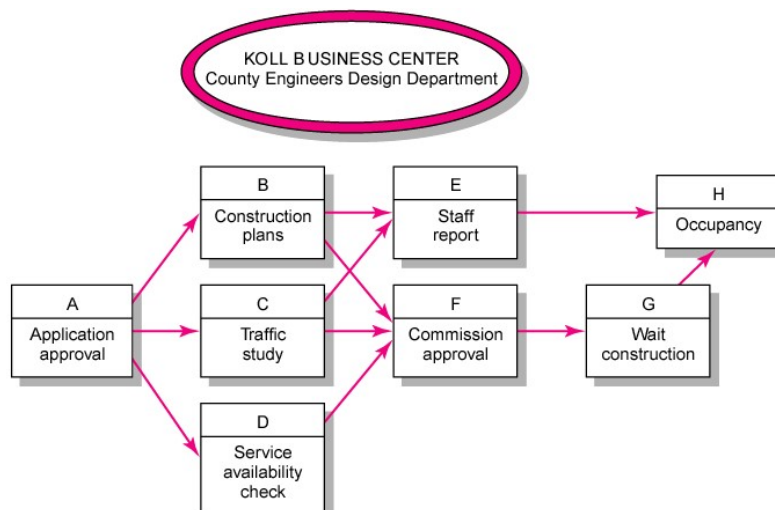 KOLL BUSINESS CENTER
County Engineers Design Department
B
Construction
plans
E
Staff
report
H
Occupancy
A
Application
approval
C
Traffic
study
F
Commission
approval
G
Wait
construction
D
Service
availability
check